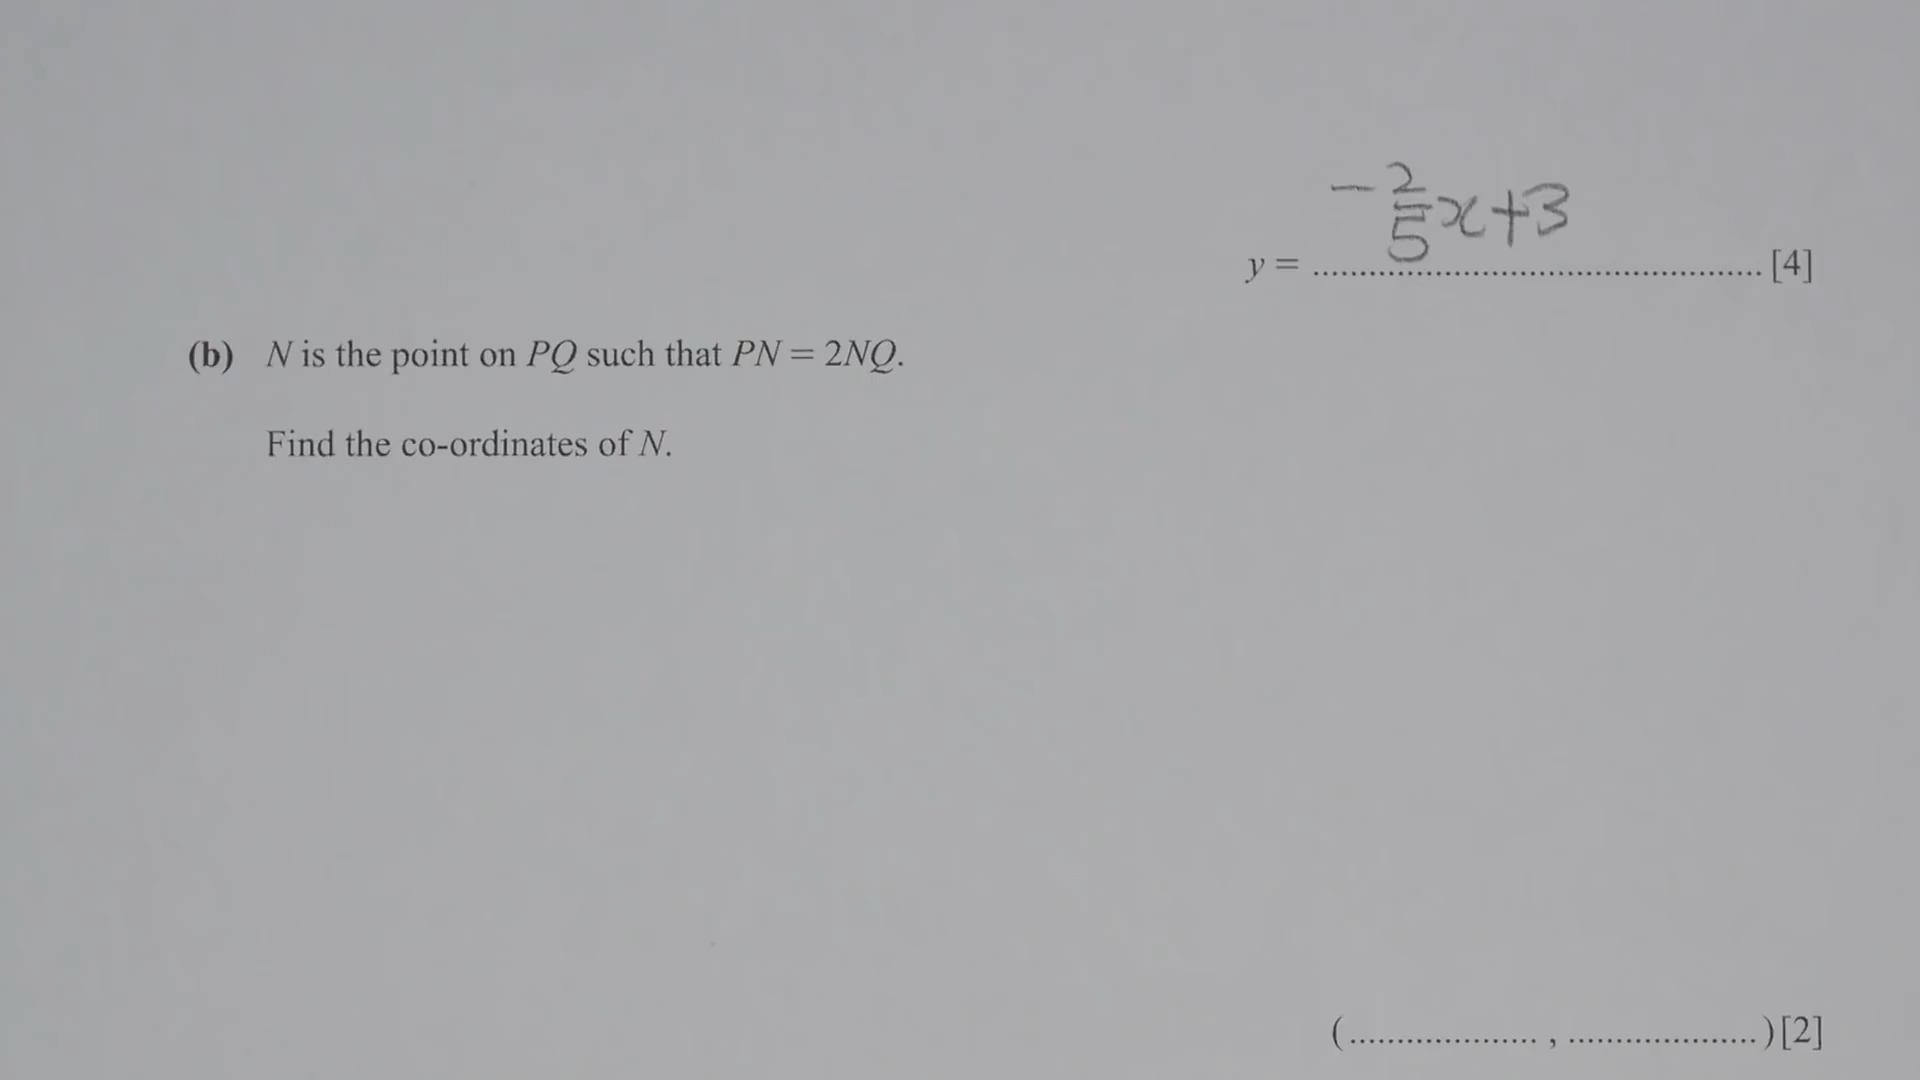 -2/5x+3
y = ................................................ [4]
(b) N is the point on PQ such that PN = 2NQ.
Find the co-ordinates of N.
(.................... , ....................) [2]